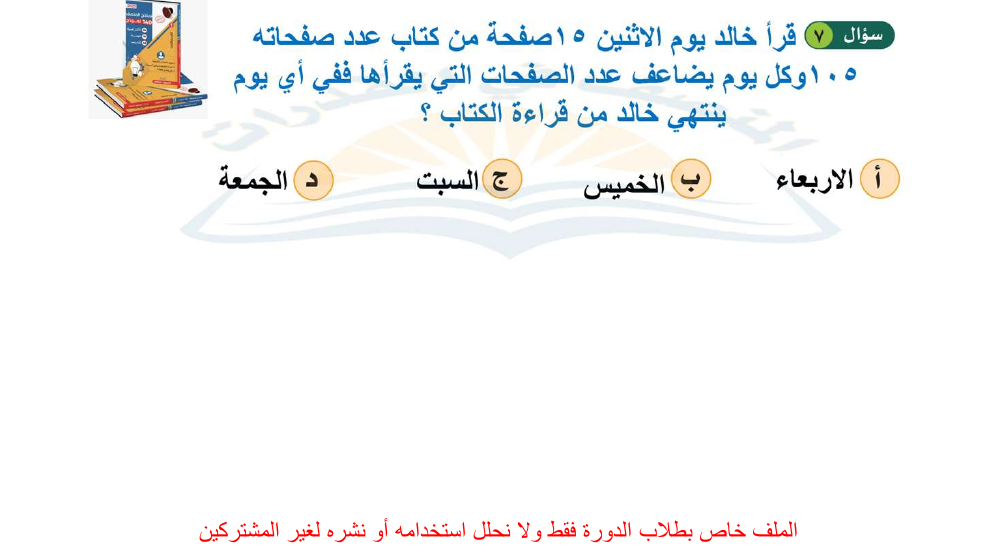 سؤال ٧ قرأ خالد يوم الاثنين ١٥صفحة من كتاب عدد صفحاته
١٠٥وكل يوم يضاعف عدد الصفحات التي يقرأها ففي أي يوم
ينتهي خالد من قراءة الكتاب ؟
أ الاربعاء ب الخميس ج السبت د الجمعة
الملف خاص بطلاب الدورة فقط ولا نحلل استخدامه أو نشره لغير المشتركين